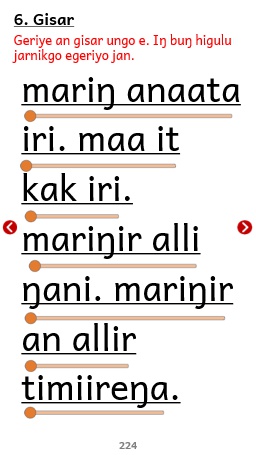 6. Gisar
Geriye an gisar ungo e. Iŋ buŋ higulu
jarnikgo egeriyo jan.
mariŋ anaata
iri. maa it
kak iri.
mariŋir alli
ŋani. mariŋir
an allir
timiireŋa.
224